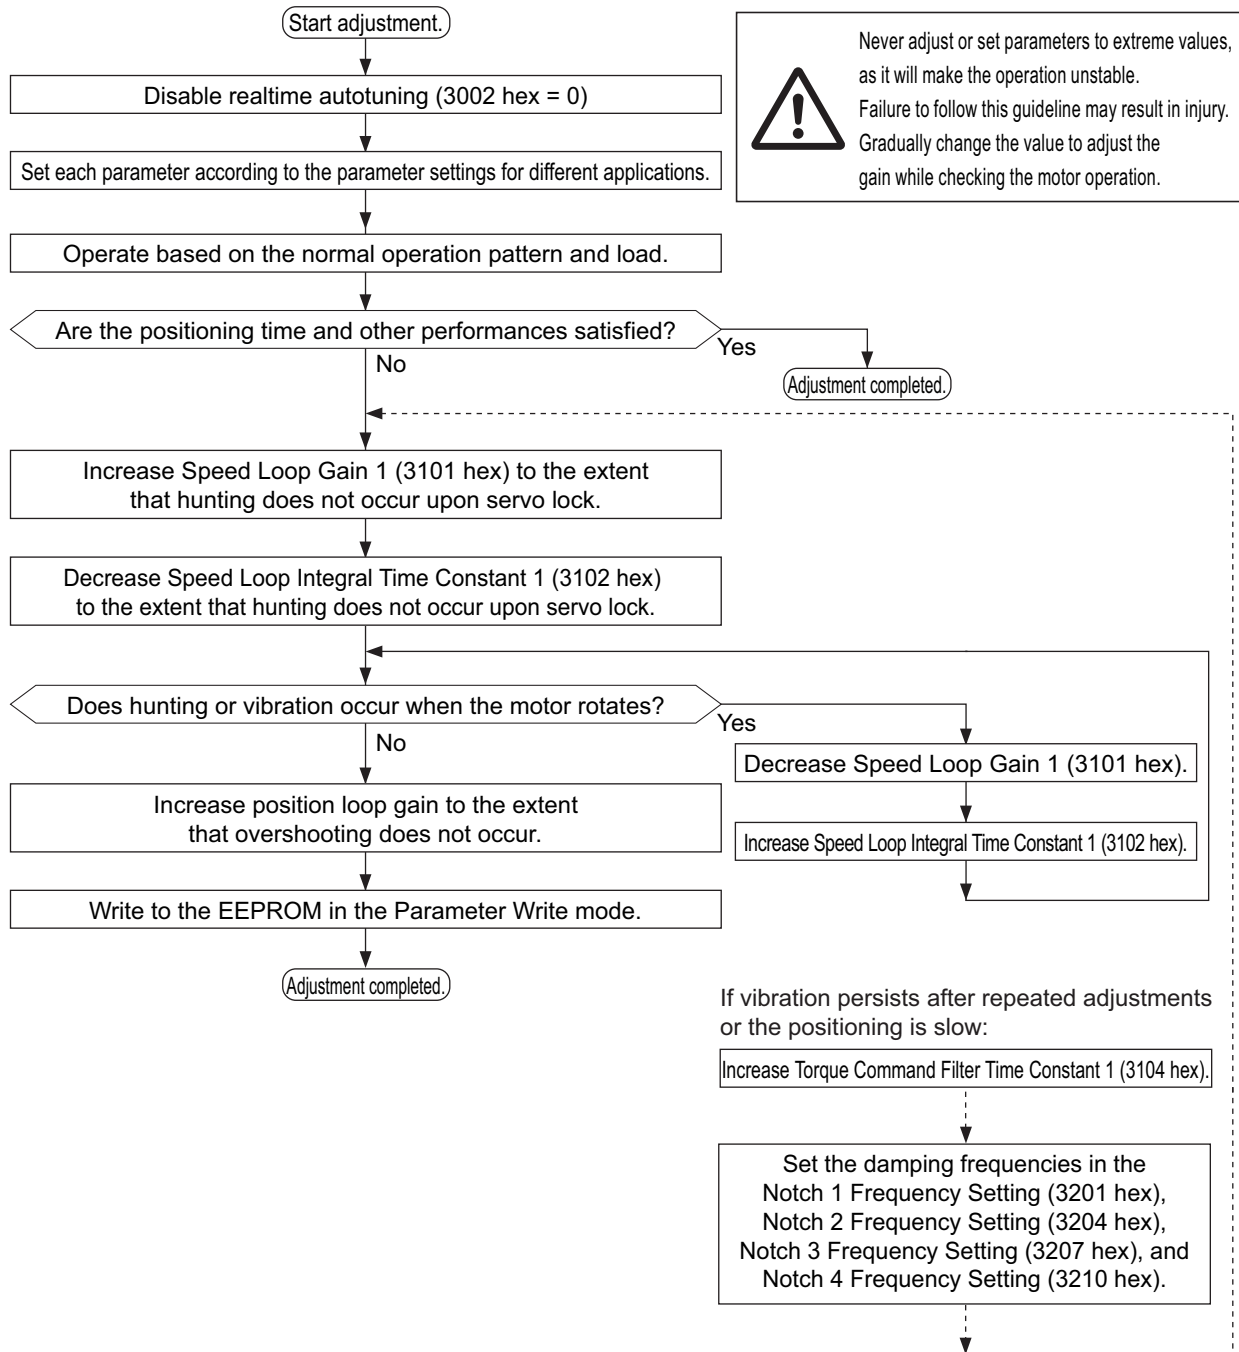 Start adjustment.
Never adjust or set parameters to extreme values,
as it will make the operation unstable.
Failure to follow this guideline may result in injury.
Gradually change the value to adjust the
gain while checking the motor operation.
Disable realtime autotuning (3002 hex = 0)
Set each parameter according to the parameter settings for different applications.
Operate based on the normal operation pattern and load.
Are the positioning time and other performances satisfied?
Yes
No
Adjustment completed.
Increase Speed Loop Gain 1 (3101 hex) to the extent
that hunting does not occur upon servo lock.
Decrease Speed Loop Integral Time Constant 1 (3102 hex)
to the extent that hunting does not occur upon servo lock.
Does hunting or vibration occur when the motor rotates?
Yes
No
Decrease Speed Loop Gain 1 (3101 hex).
Increase Speed Loop Integral Time Constant 1 (3102 hex).
Increase position loop gain to the extent
that overshooting does not occur.
Write to the EEPROM in the Parameter Write mode.
Adjustment completed.
If vibration persists after repeated adjustments
or the positioning is slow:
Increase Torque Command Filter Time Constant 1 (3104 hex).
Set the damping frequencies in the
Notch 1 Frequency Setting (3201 hex),
Notch 2 Frequency Setting (3204 hex),
Notch 3 Frequency Setting (3207 hex), and
Notch 4 Frequency Setting (3210 hex).